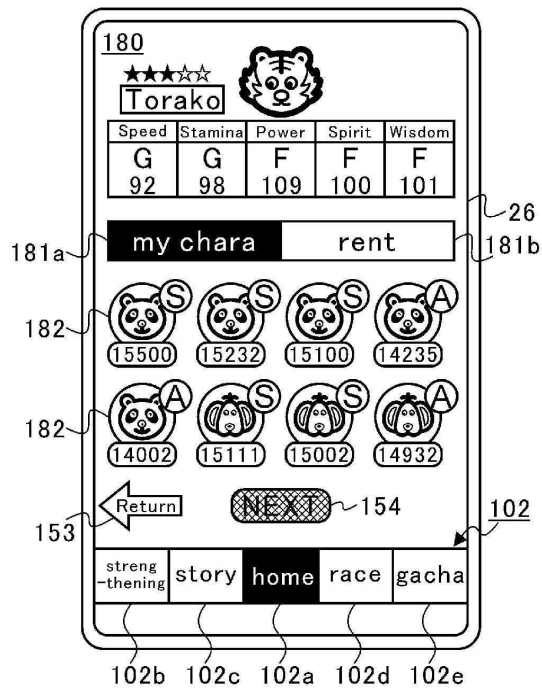 180
★★★☆☆
Torako
Speed Stamina Power Spirit Wisdom
G G F F F
92 98 109 100 101
26
181a my chara rent 181b
S S S A
182
15500 15232 15100 14235
A S S A
182
14002 15111 15002 14932
Return NEXT 154
153 102
streng
-thening story home race gacha
102b 102c 102a 102d 102e